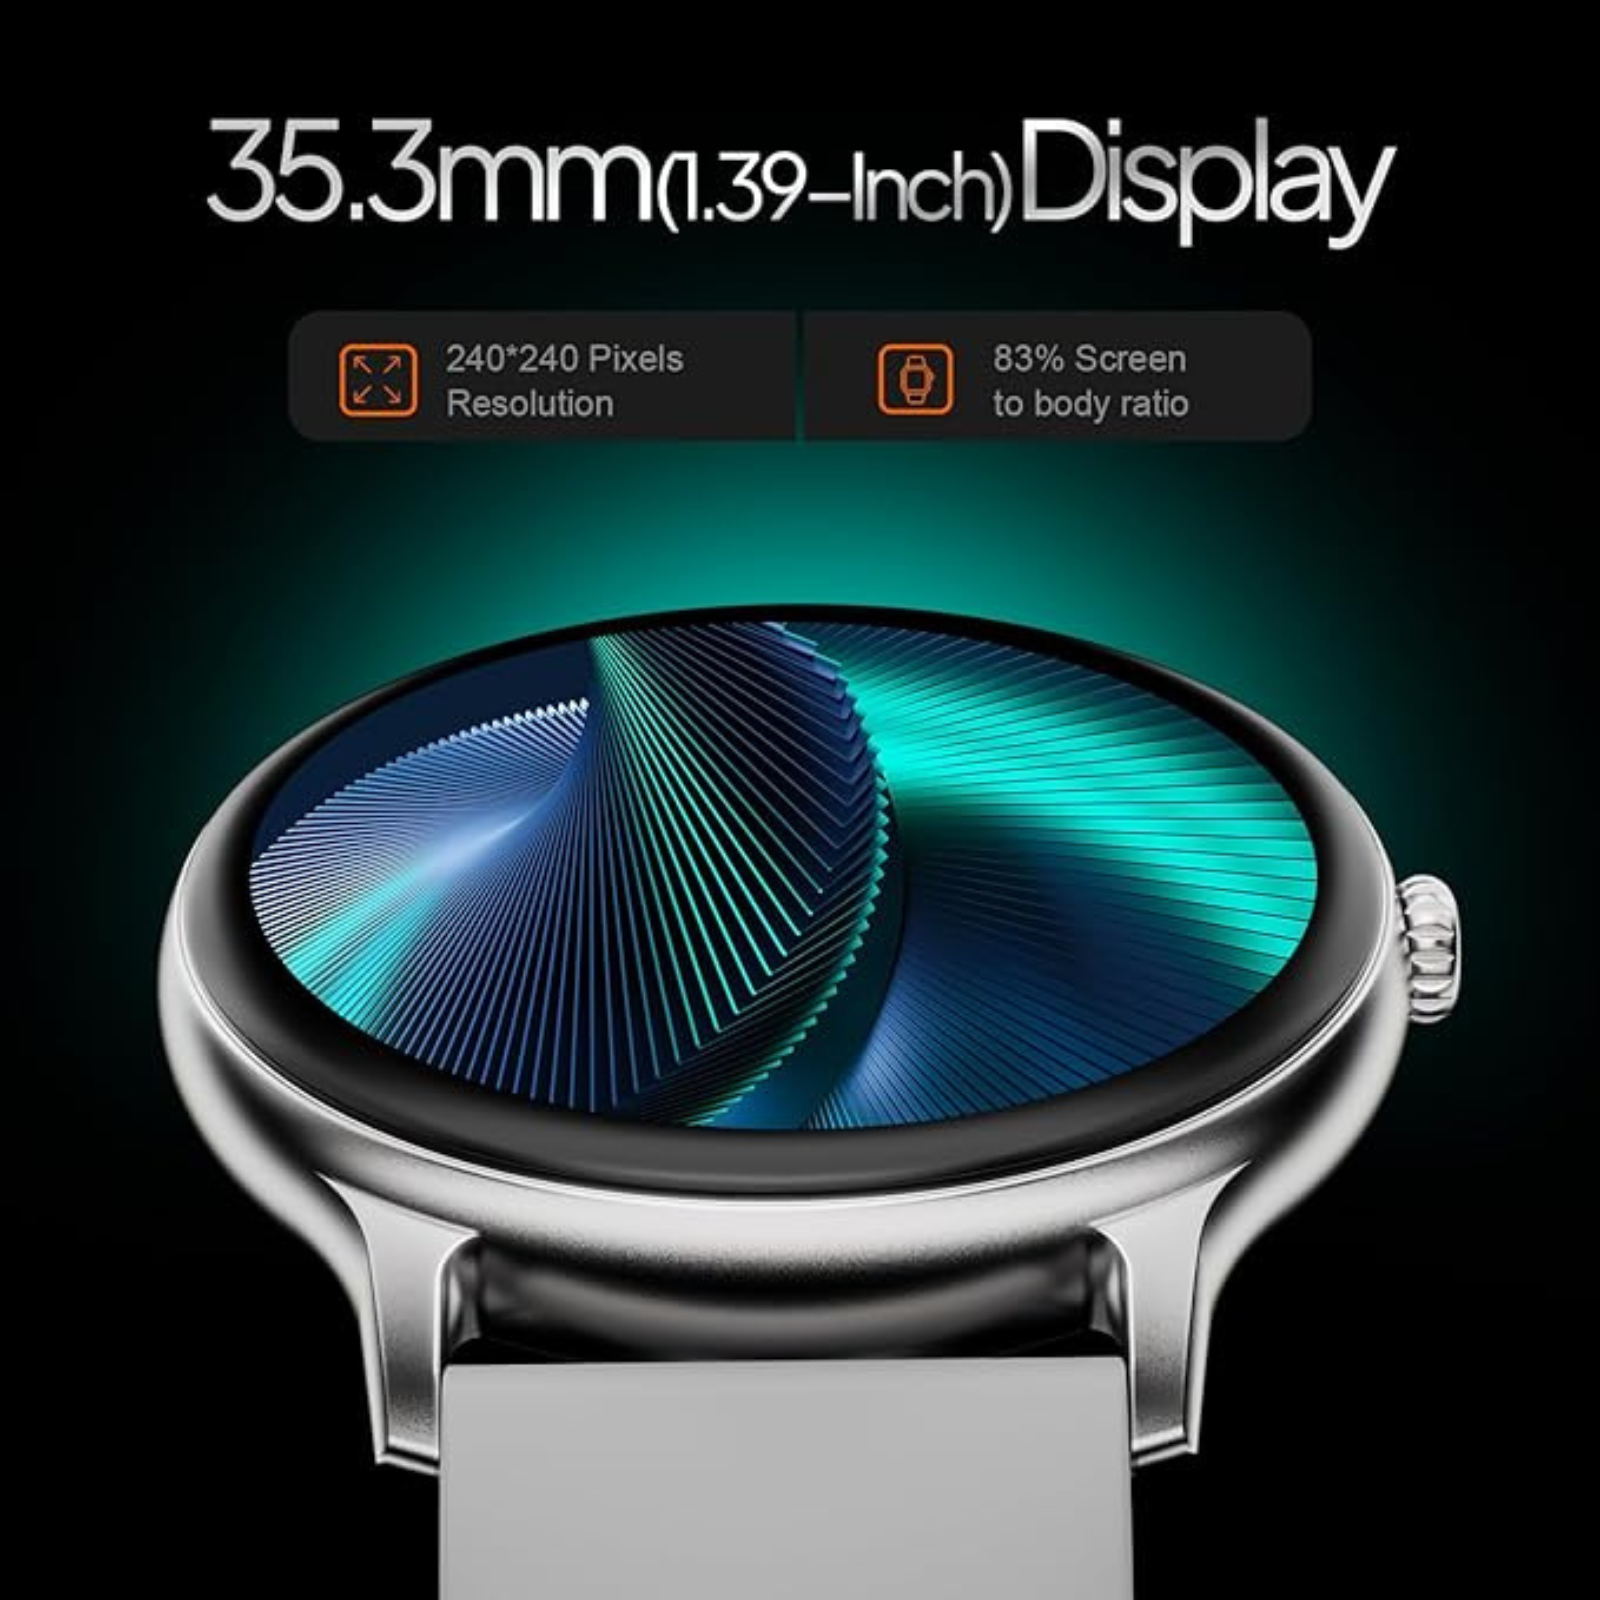 35.3mm(1.39-Inch)Display
240*240 Pixels
Resolution
83% Screen
to body ratio